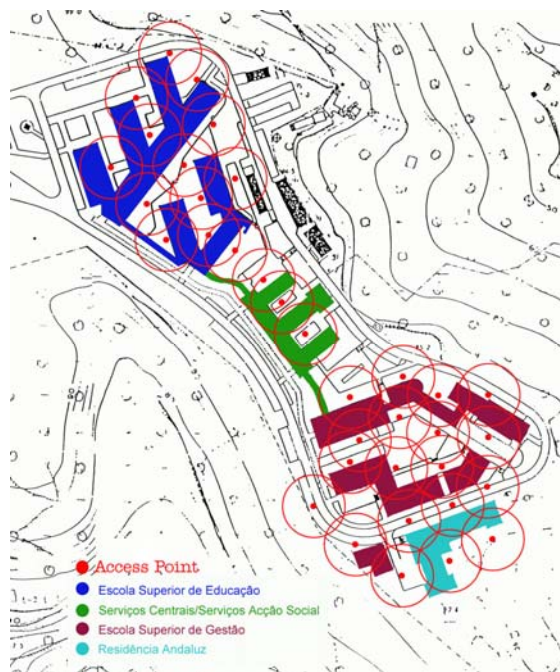 Access Point
Escola Superior de Educação
Serviços Centrais/Serviços Acção Social
Escola Superior de Gestão
Residência Andaluz